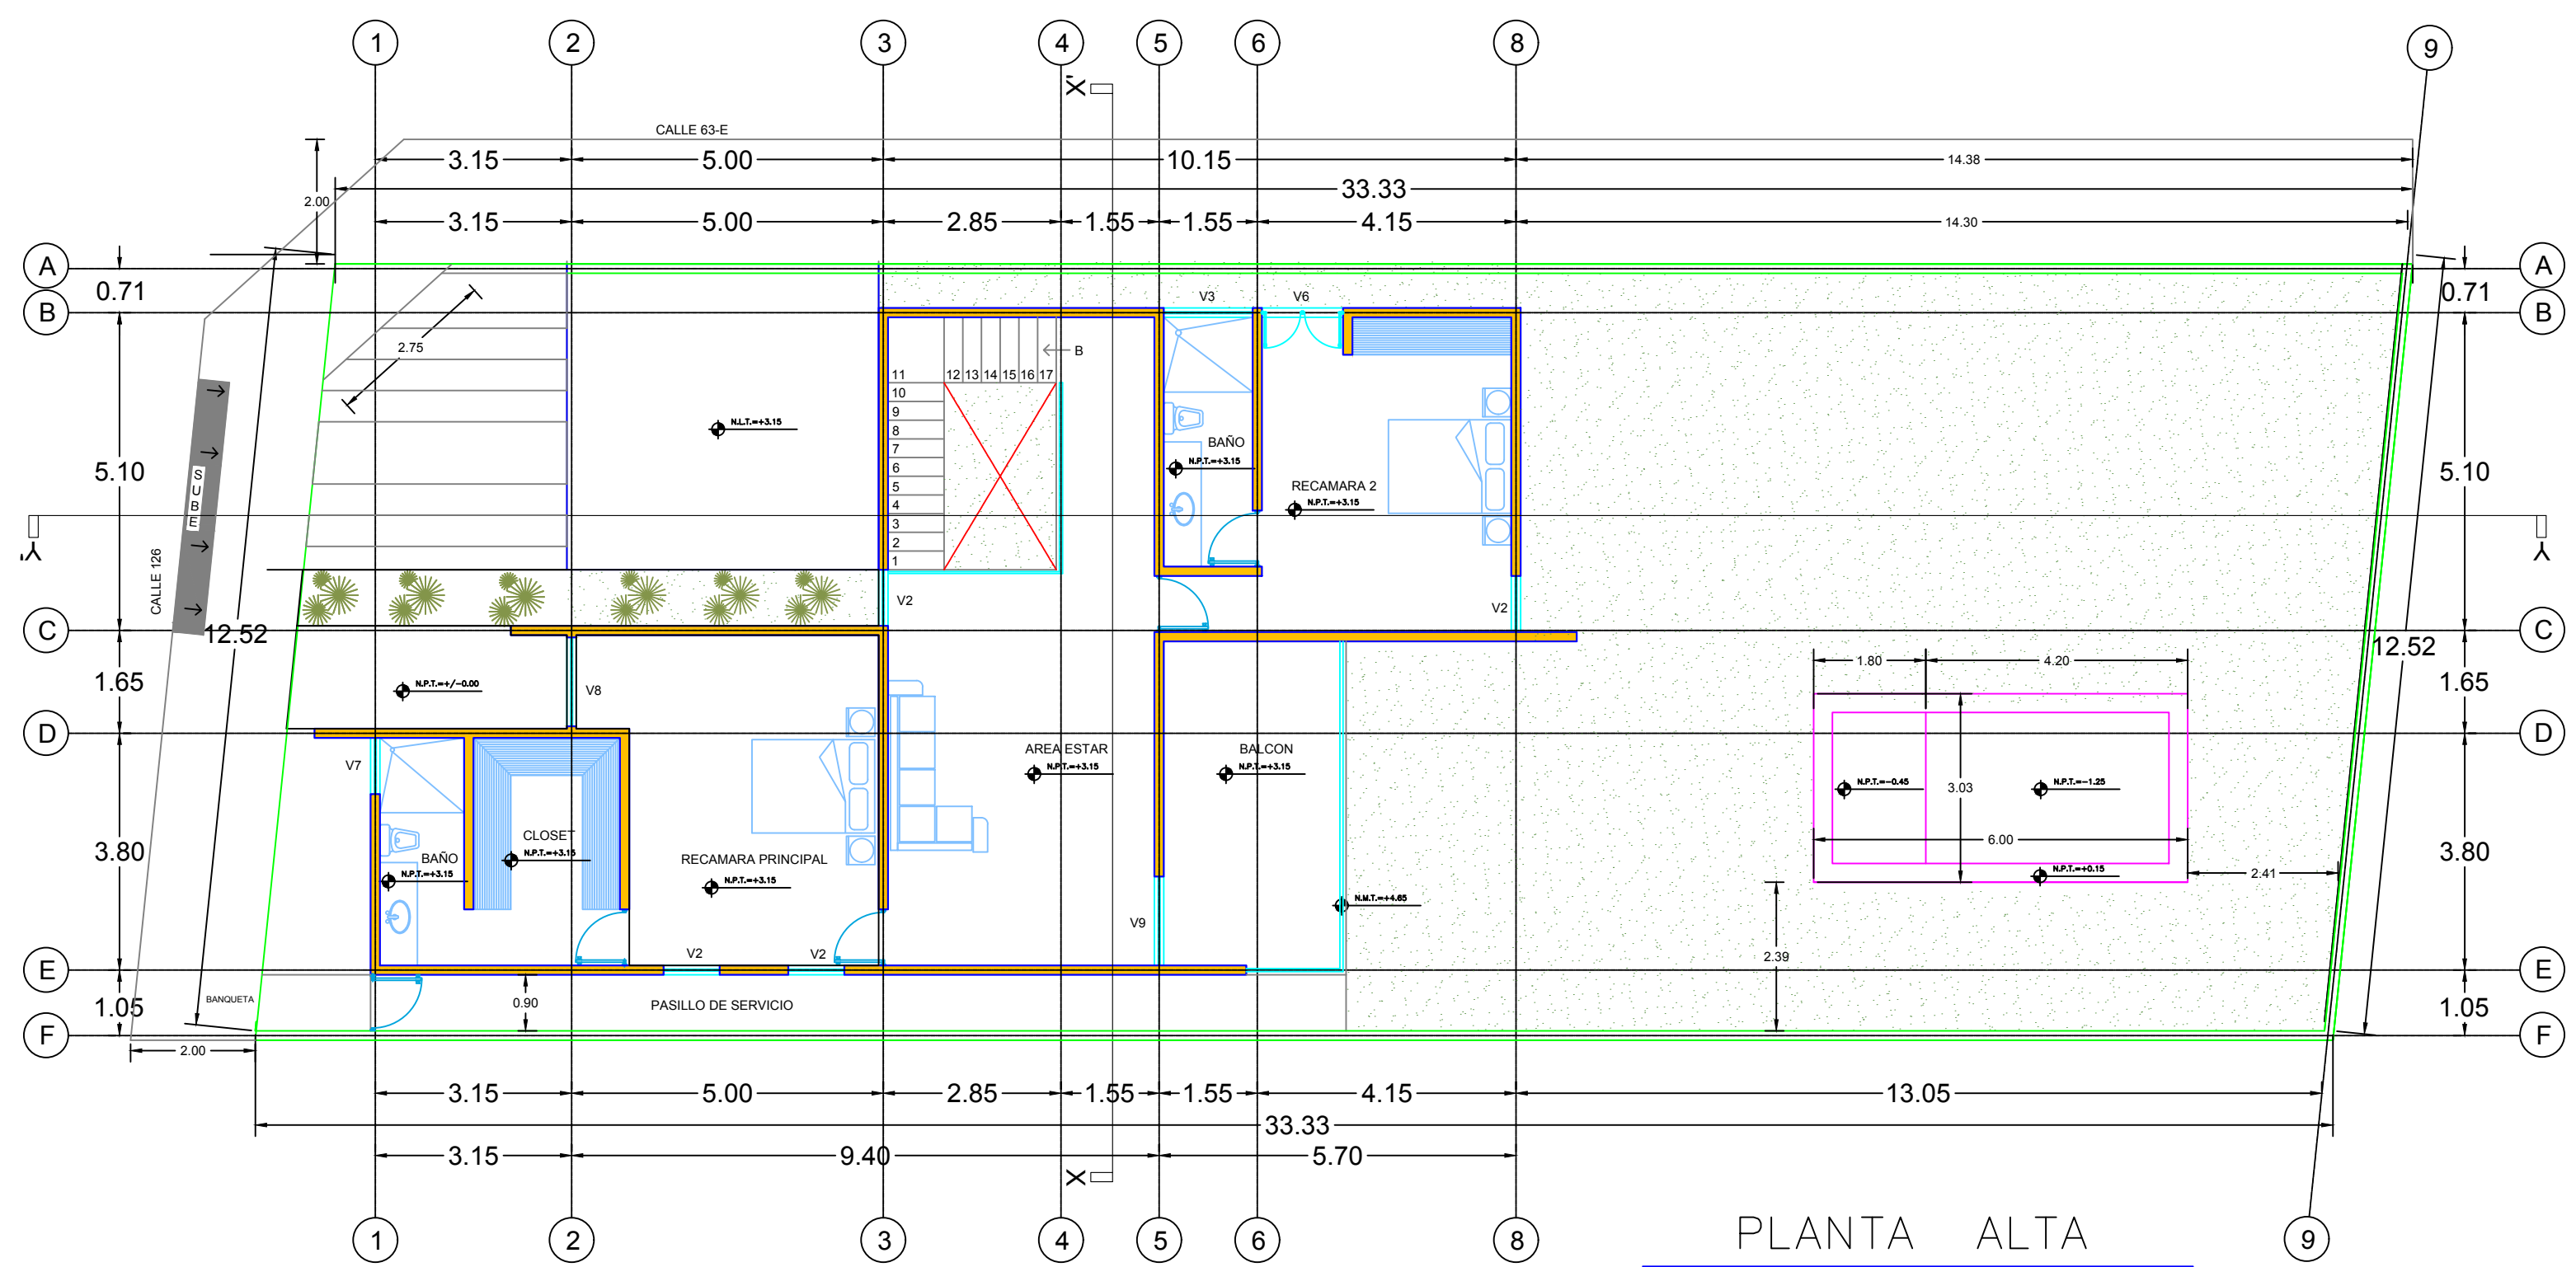 1 2 3 4 5 6 8 9
X'
CALLE 63-E
3.15 5.00 10.15 14.38
33.33
2.00
3.15 5.00 2.85 1.55 1.55 4.15 14.30
A A
0.71 0.71
B B
V3 V6
2.75
B
11 12 13 14 15 16 17
10
9
8
7
6
5
4
3
2
1
N.L.T.=+3.15
BAÑO
N.P.T.=+3.15
RECAMARA 2
N.P.T.=+3.15
5.10 5.10
SUBE
CALLE 126
Y' Y
V2 V2
C C
12.52 12.52
1.65 1.65
1.80 4.20
N.P.T.=+/-0.00
V8
D D
V7
AREA ESTAR
N.P.T.=+3.15
BALCON
N.P.T.=+3.15
N.P.T.=-0.45
3.03
N.P.T.=-1.25
6.00
3.80 3.80
CLOSET
N.P.T.=+3.15
BAÑO
N.P.T.=+3.15
RECAMARA PRINCIPAL
N.P.T.=+3.15
N.P.T.=+0.15
2.41
N.M.T.=+4.65
V9
V2 V2
2.39
E E
BANQUETA
0.90
PASILLO DE SERVICIO
1.05 1.05
F F
2.00
3.15 5.00 2.85 1.55 1.55 4.15 13.05
33.33
3.15 9.40 5.70
X
1 2 3 4 5 6 8 9
PLANTA ALTA